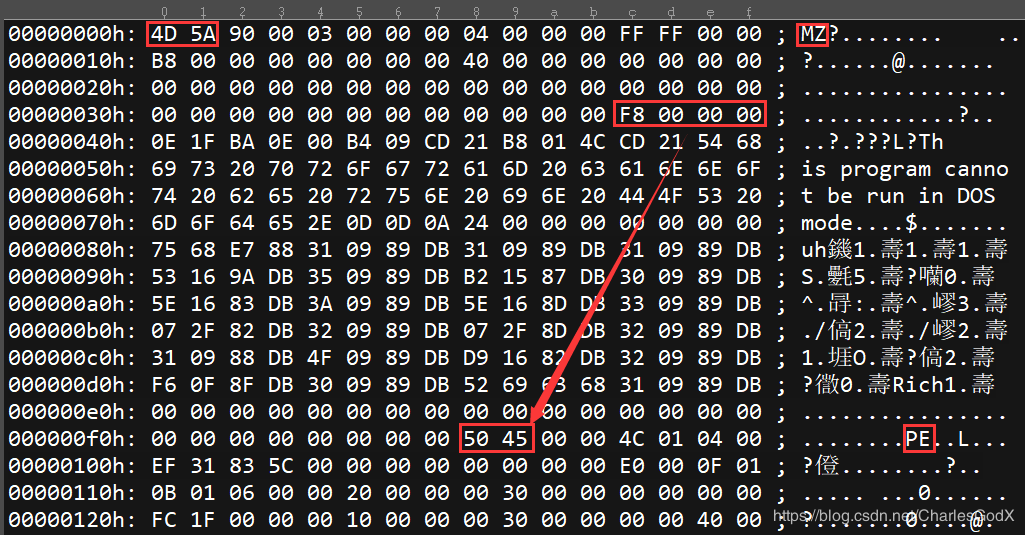 0 1 2 3 4 5 6 7 8 9 a b c d e f
00000000h: 4D 5A 90 00 03 00 00 00 04 00 00 00 FF FF 00 00 ; MZ?........ ..
00000010h: B8 00 00 00 00 00 00 00 40 00 00 00 00 00 00 00 ; ?......@.......
00000020h: 00 00 00 00 00 00 00 00 00 00 00 00 00 00 00 00 ; ................
00000030h: 00 00 00 00 00 00 00 00 00 00 00 00 F8 00 00 00 ; ............?..
00000040h: 0E 1F BA 0E 00 B4 09 CD 21 B8 01 4C CD 21 54 68 ; ..?.???L?Th
00000050h: 69 73 20 70 72 6F 67 72 61 6D 20 63 61 6E 6E 6F ; is program canno
00000060h: 74 20 62 65 20 72 75 6E 20 69 6E 20 44 4F 53 20 ; t be run in DOS
00000070h: 6D 6F 64 65 2E 0D 0D 0A 24 00 00 00 00 00 00 00 ; mode....$.......
00000080h: 75 68 E7 88 31 09 89 DB 31 09 89 DB 31 09 89 DB ; uh鐖1.壽1.壽1.壽
00000090h: 53 16 9A DB 35 09 89 DB B2 15 87 DB 30 09 89 DB ; S.氎5.壽?囒0.壽
000000a0h: 5E 16 83 DB 3A 09 89 DB 5E 16 8D DB 33 09 89 DB ; ^.冔:.壽^.嵺3.壽
000000b0h: 07 2F 82 DB 32 09 89 DB 07 2F 8D DB 32 09 89 DB ; ./傐2.壽./嵺2.壽
000000c0h: 31 09 88 DB 4F 09 89 DB D9 16 82 DB 32 09 89 DB ; 1.堐O.壽?傐2.壽
000000d0h: F6 0F 8F DB 30 09 89 DB 52 69 63 68 31 09 89 DB ; ?徾0.壽Rich1.壽
000000e0h: 00 00 00 00 00 00 00 00 00 00 00 00 00 00 00 00 ; ................
000000f0h: 00 00 00 00 00 00 00 00 50 45 00 00 4C 01 04 00 ; ........PE..L...
00000100h: EF 31 83 5C 00 00 00 00 00 00 00 00 E0 00 0F 01 ; ?僜........?..
00000110h: 0B 01 06 00 00 20 00 00 00 30 00 00 00 00 00 00 ; ..... ...0......
00000120h: FC 1F 00 00 00 10 00 00 00 30 00 00 00 00 40 00 ; ?.......0....@.
https://blog.csdn.net/CharlesGodX